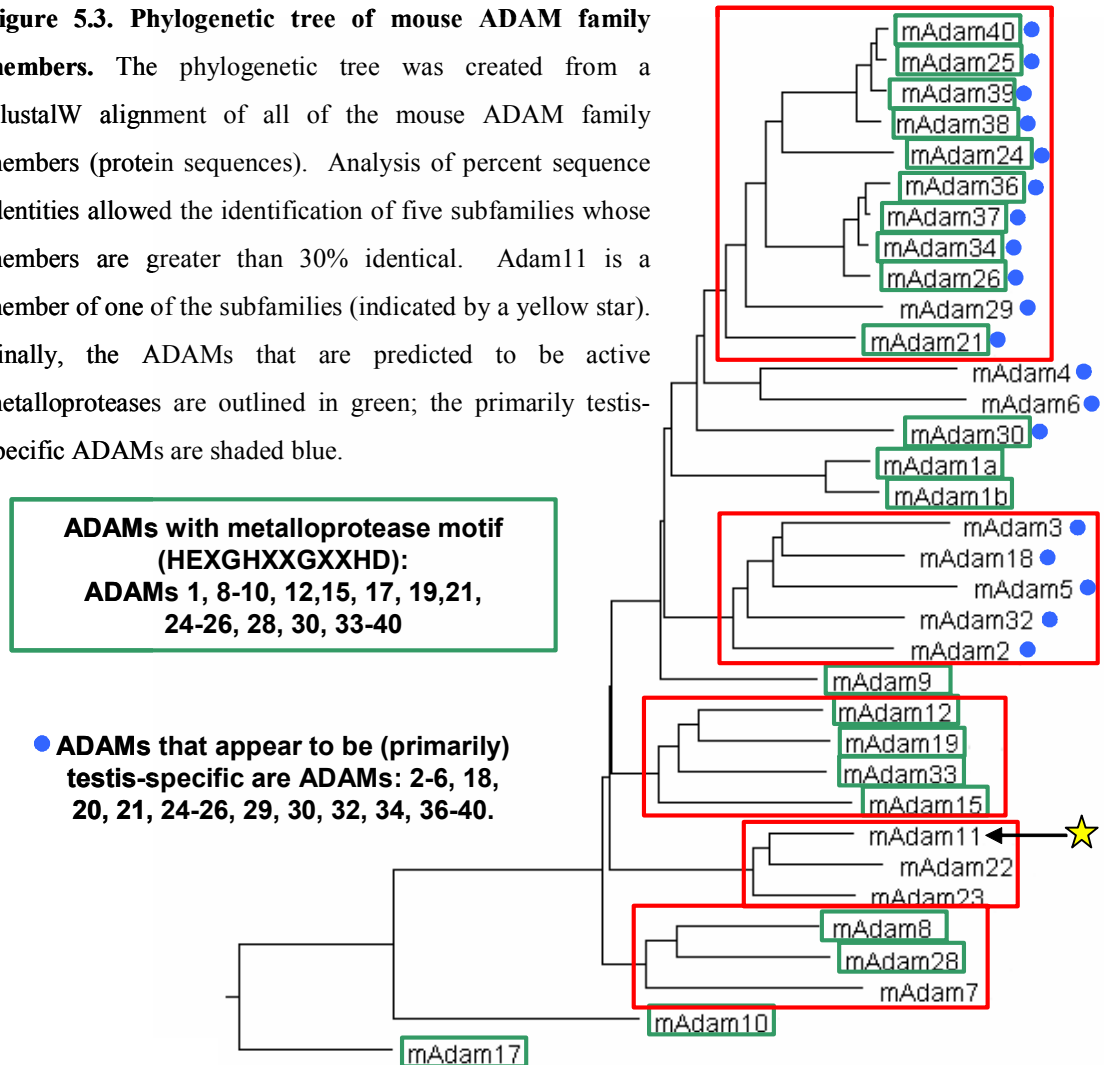 igure 5.3. Phylogenetic tree of mouse ADAM family
members. The phylogenetic tree was created from a
lustalW alignment of all of the mouse ADAM family
members (protein sequences). Analysis of percent sequence
dentities allowed the identification of five subfamilies whose
members are greater than 30% identical. Adam11 is a
member of one of the subfamilies (indicated by a yellow star).
inally, the ADAMs that are predicted to be active
metalloproteases are outlined in green; the primarily testis-
pecific ADAMs are shaded blue.
ADAMs with metalloprotease motif
(HEXGHXXGXXHD):
ADAMs 1, 8-10, 12,15, 17, 19,21,
24-26, 28, 30, 33-40
ADAMs that appear to be (primarily)
testis-specific are ADAMs: 2-6, 18,
20, 21, 24-26, 29, 30, 32, 34, 36-40.
mAdam40
mAdam25
mAdam39
mAdam38
mAdam24
mAdam36
mAdam37
mAdam34
mAdam26
mAdam29
mAdam21
mAdam4
mAdam6
mAdam30
mAdam1a
mAdam1b
mAdam3
mAdam18
mAdam5
mAdam32
mAdam2
mAdam9
mAdam12
mAdam19
mAdam33
mAdam15
mAdam11
mAdam22
mAdam23
mAdam8
mAdam28
mAdam7
mAdam10
mAdam17